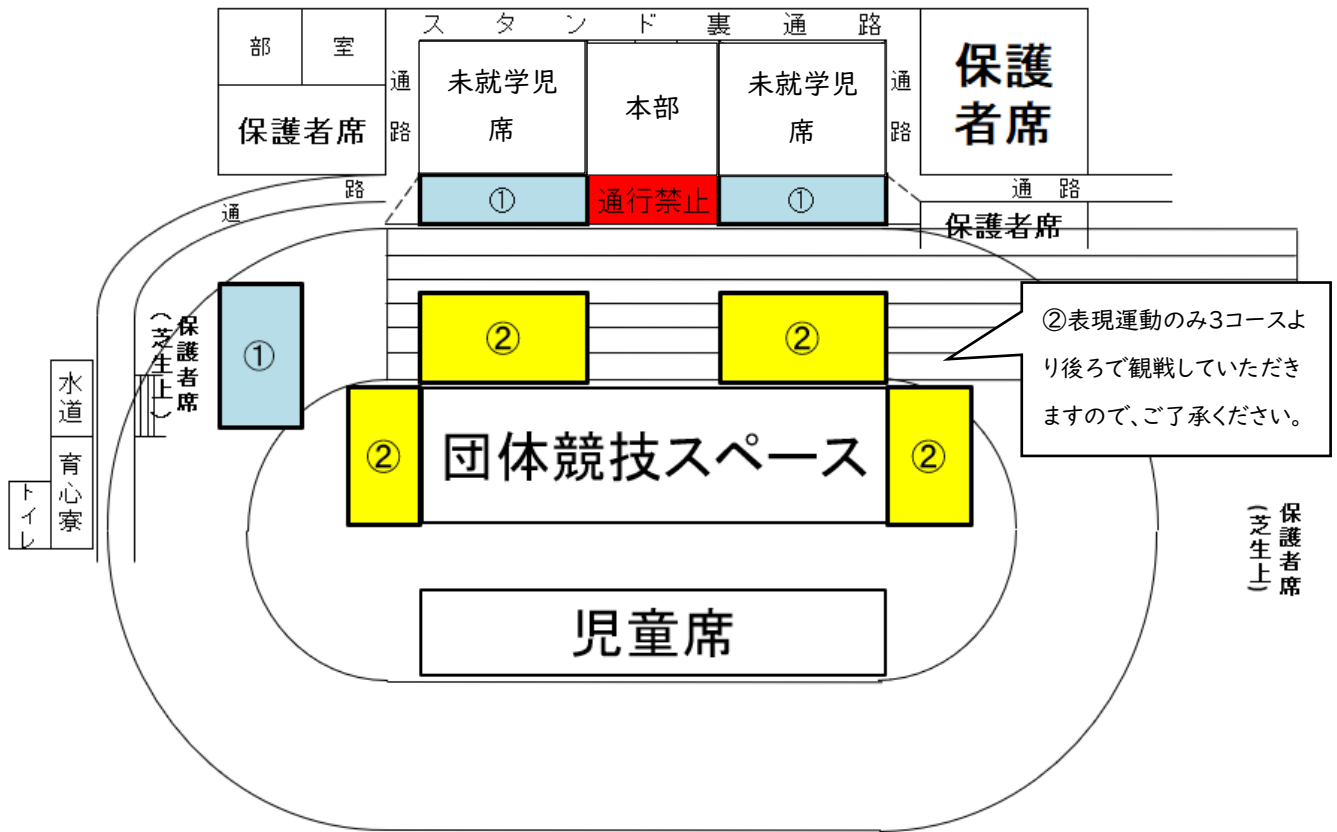 スタンド裏通路
部室
通路
未就学児
席
本部
未就学児
席
通路
保護
者席
保護者席
①
通行禁止
①
通路
通路
保護者席
①
保護者席
(芝生上)
②
②
②表現運動のみ3コースよ
り後ろで観戦していただき
ますので、ご了承ください。
水道
育心寮
トイレ
②
団体競技スペース
②
保護者席
(芝生上)
児童席